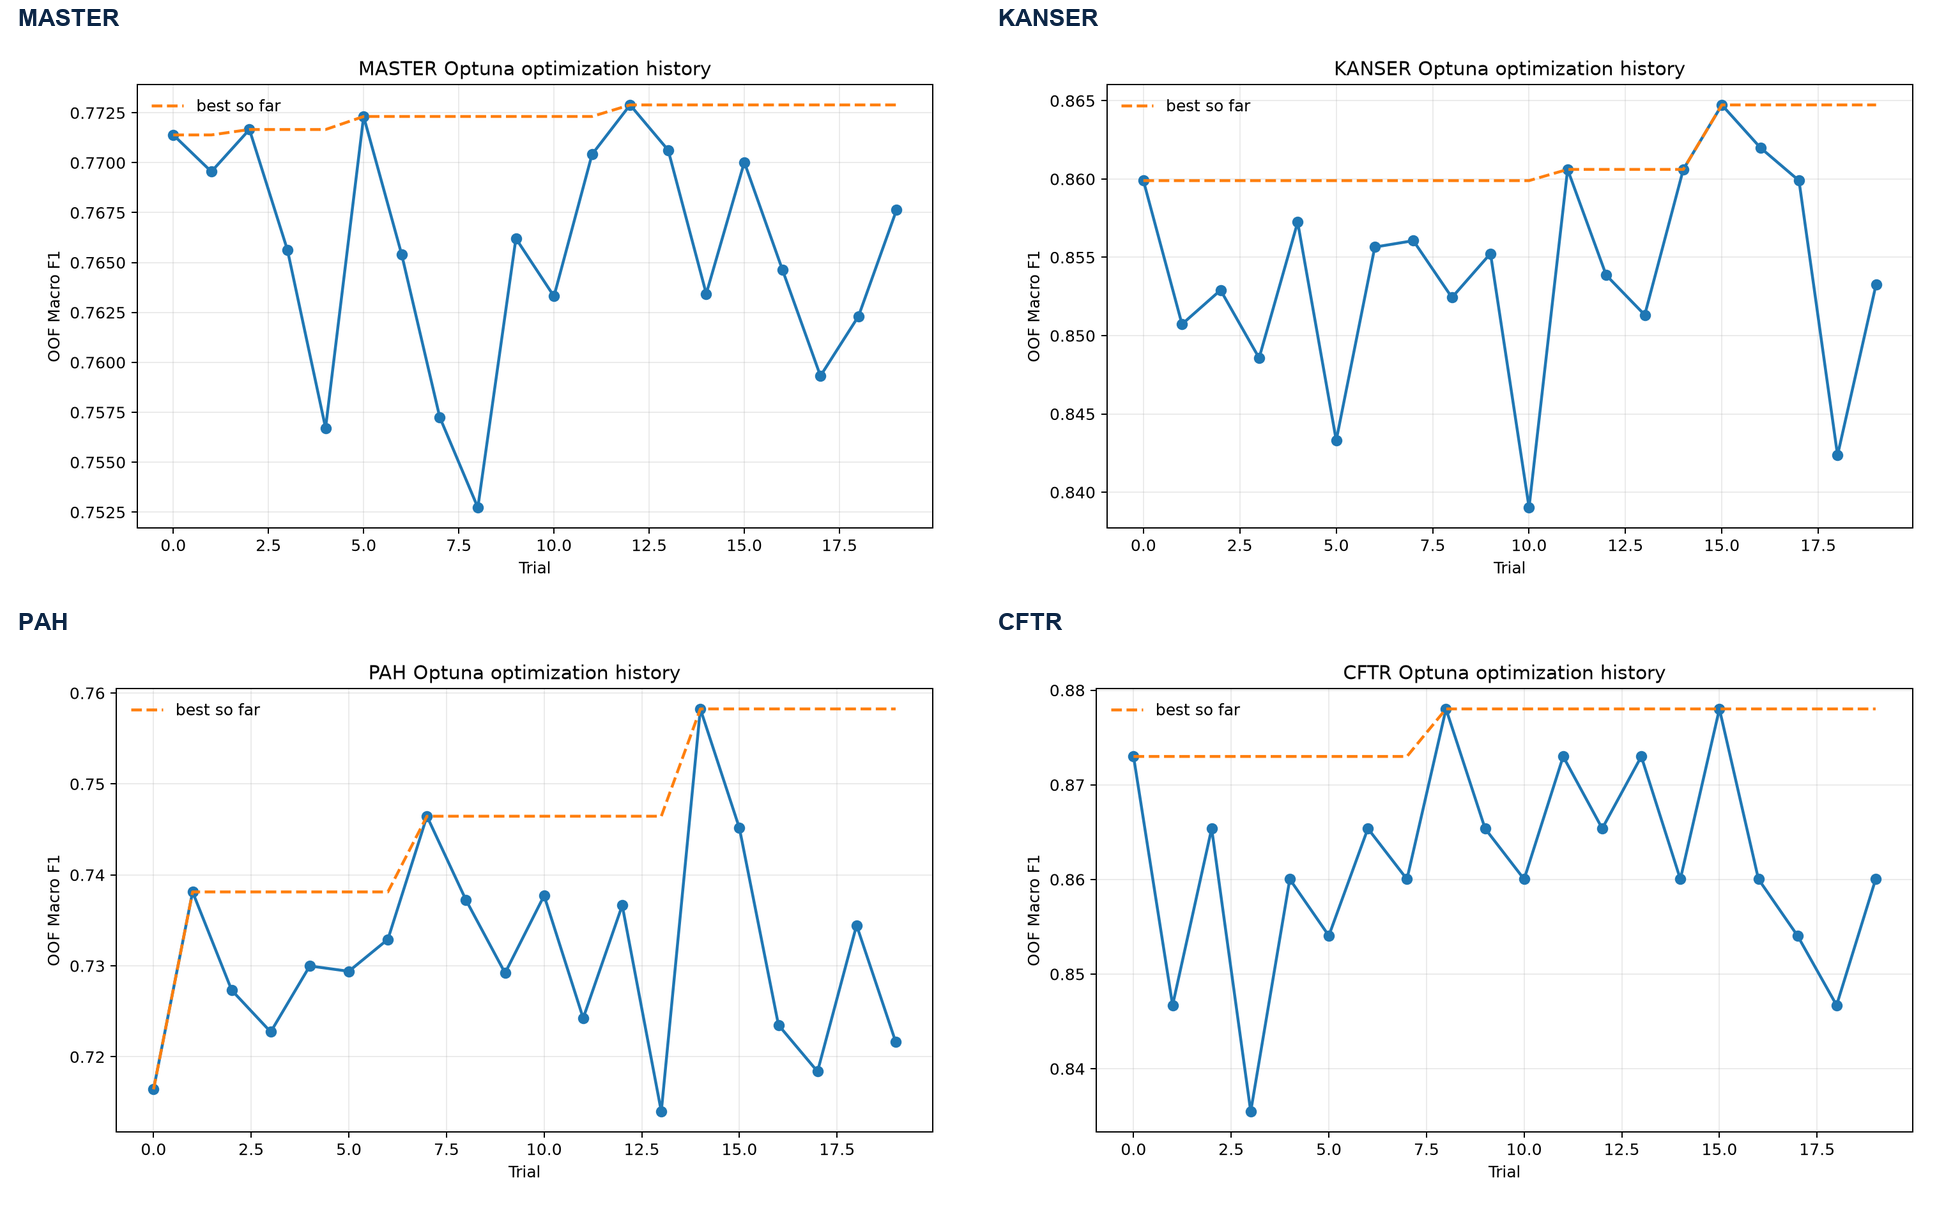 MASTER
MASTER Optuna optimization history
best so far
OOF Macro F1
0.7725
0.7700
0.7675
0.7650
0.7625
0.7600
0.7575
0.7550
0.7525
0.0 2.5 5.0 7.5 10.0 12.5 15.0 17.5
Trial
KANSER
KANSER Optuna optimization history
best so far
OOF Macro F1
0.865
0.860
0.855
0.850
0.845
0.840
0.0 2.5 5.0 7.5 10.0 12.5 15.0 17.5
Trial
PAH
PAH Optuna optimization history
best so far
OOF Macro F1
0.76
0.75
0.74
0.73
0.72
0.0 2.5 5.0 7.5 10.0 12.5 15.0 17.5
Trial
CFTR
CFTR Optuna optimization history
best so far
OOF Macro F1
0.88
0.87
0.86
0.85
0.84
0.0 2.5 5.0 7.5 10.0 12.5 15.0 17.5
Trial